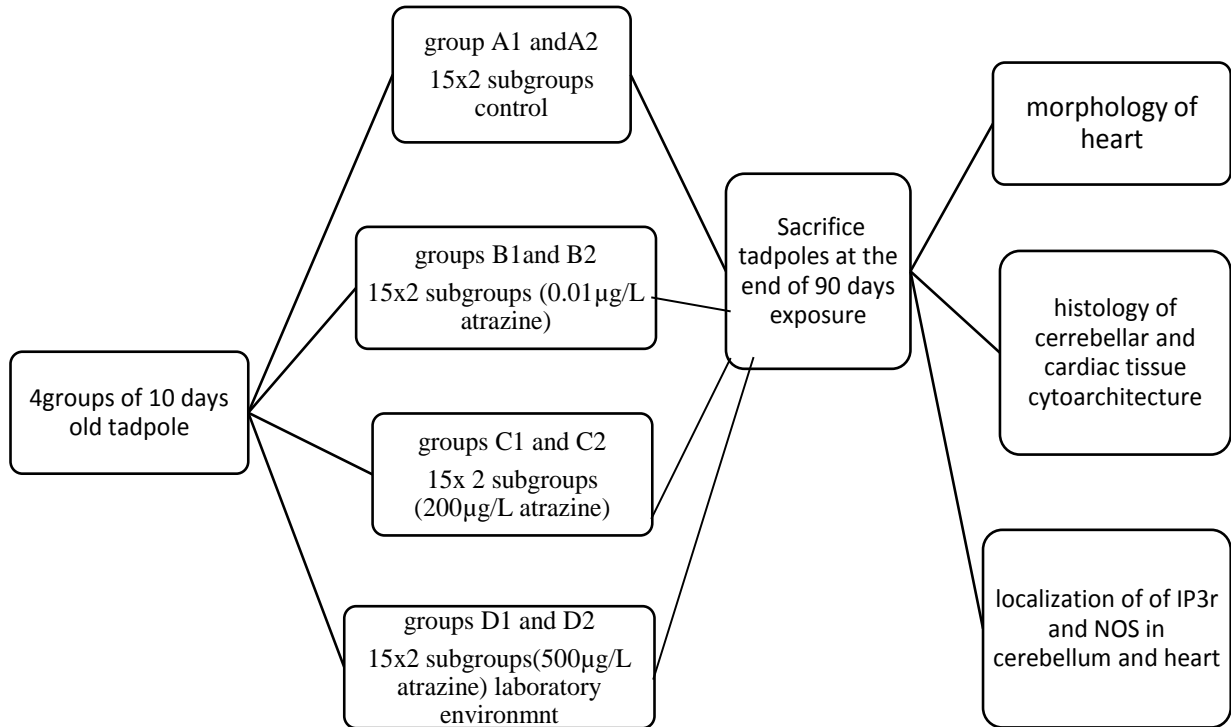 4groups of 10 days
old tadpole
group A1 andA2
15x2 subgroups
control
groups B1and B2
15x2 subgroups (0.01µg/L
atrazine)
groups C1 and C2
15x 2 subgroups
(200µg/L atrazine)
groups D1 and D2
15x2 subgroups(500µg/L
atrazine) laboratory
environmnt
Sacrifice
tadpoles at the
end of 90 days
exposure
morphology of
heart
histology of
cerrebellar and
cardiac tissue
cytoarchitecture
localization of of IP3r
and NOS in
cerebellum and heart